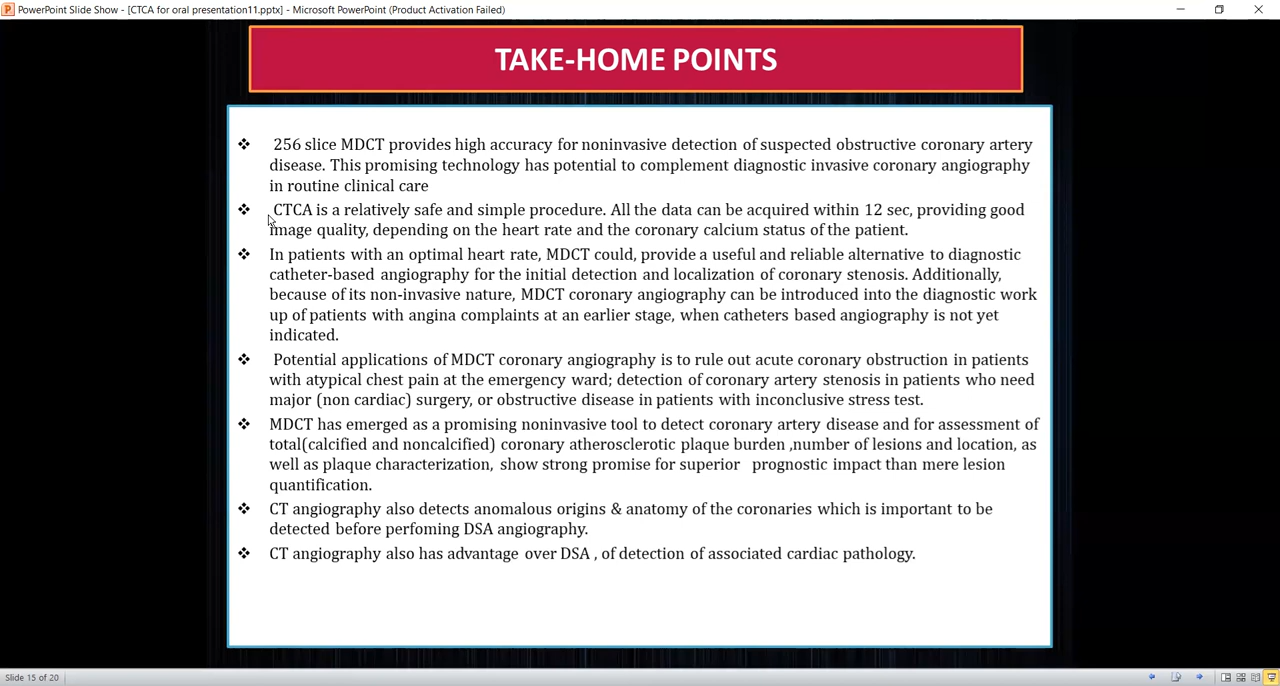 PowerPoint Slide Show - [CTCA for oral presentation11.pptx] - Microsoft PowerPoint (Product Activation Failed)
TAKE-HOME POINTS
❖ 256 slice MDCT provides high accuracy for noninvasive detection of suspected obstructive coronary artery
disease. This promising technology has potential to complement diagnostic invasive coronary angiography
in routine clinical care
❖ CTCA is a relatively safe and simple procedure. All the data can be acquired within 12 sec, providing good
image quality, depending on the heart rate and the coronary calcium status of the patient.
❖ In patients with an optimal heart rate, MDCT could, provide a useful and reliable alternative to diagnostic
catheter-based angiography for the initial detection and localization of coronary stenosis. Additionally,
because of its non-invasive nature, MDCT coronary angiography can be introduced into the diagnostic work
up of patients with angina complaints at an earlier stage, when catheters based angiography is not yet
indicated.
❖ Potential applications of MDCT coronary angiography is to rule out acute coronary obstruction in patients
with atypical chest pain at the emergency ward; detection of coronary artery stenosis in patients who need
major (non cardiac) surgery, or obstructive disease in patients with inconclusive stress test.
❖ MDCT has emerged as a promising noninvasive tool to detect coronary artery disease and for assessment of
total(calcified and noncalcified) coronary atherosclerotic plaque burden ,number of lesions and location, as
well as plaque characterization, show strong promise for superior prognostic impact than mere lesion
quantification.
❖ CT angiography also detects anomalous origins & anatomy of the coronaries which is important to be
detected before perfoming DSA angiography.
❖ CT angiography also has advantage over DSA , of detection of associated cardiac pathology.
Slide 15 of 20